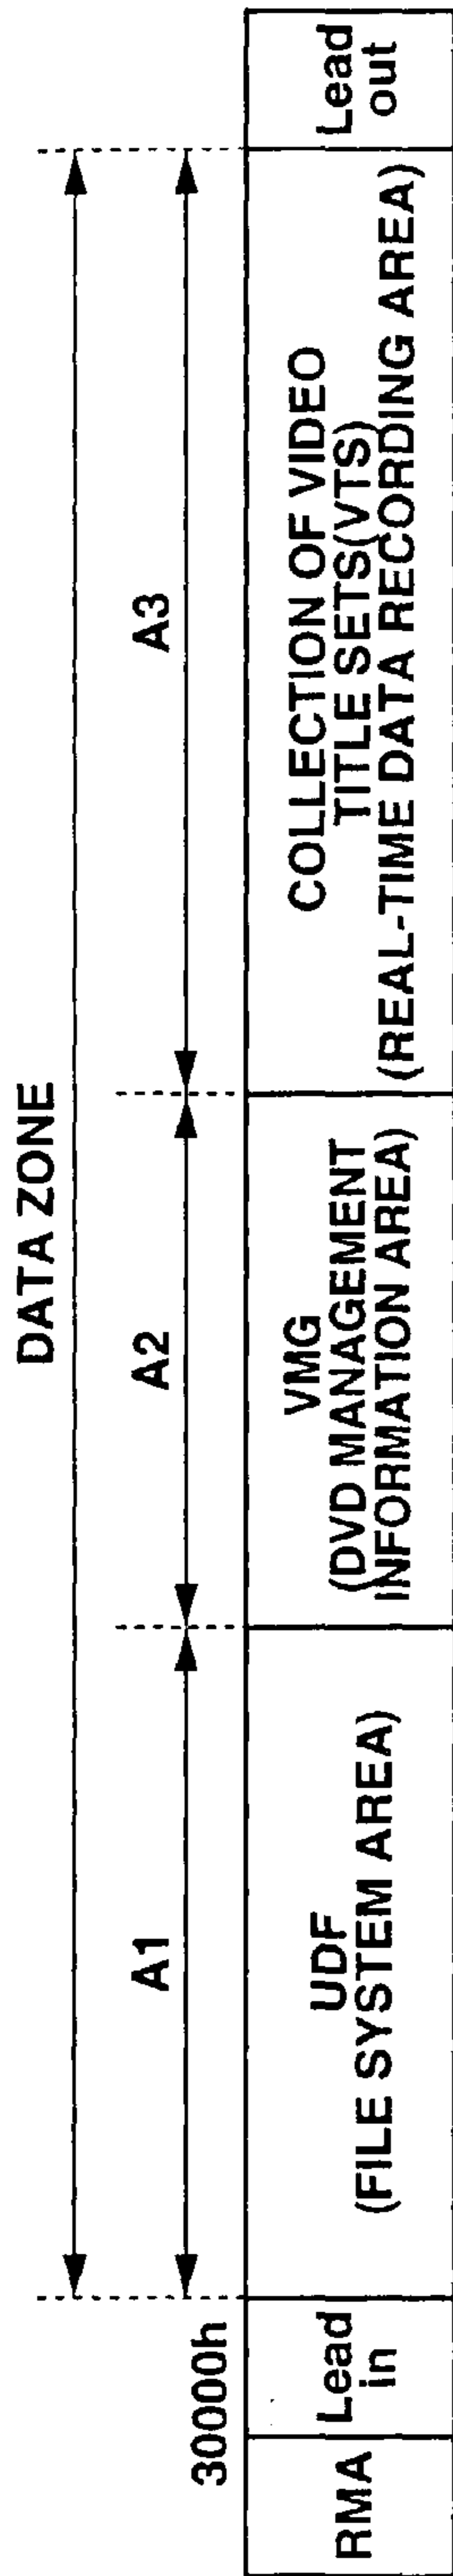 DATA ZONE
A1
A2
A3
30000h
RMA
Lead
in
UDF
(FILE SYSTEM AREA)
VMG
(DVD MANAGEMENT
INFORMATION AREA)
COLLECTION OF VIDEO
TITLE SETS(VTS)
(REAL-TIME DATA RECORDING AREA)
Lead
out